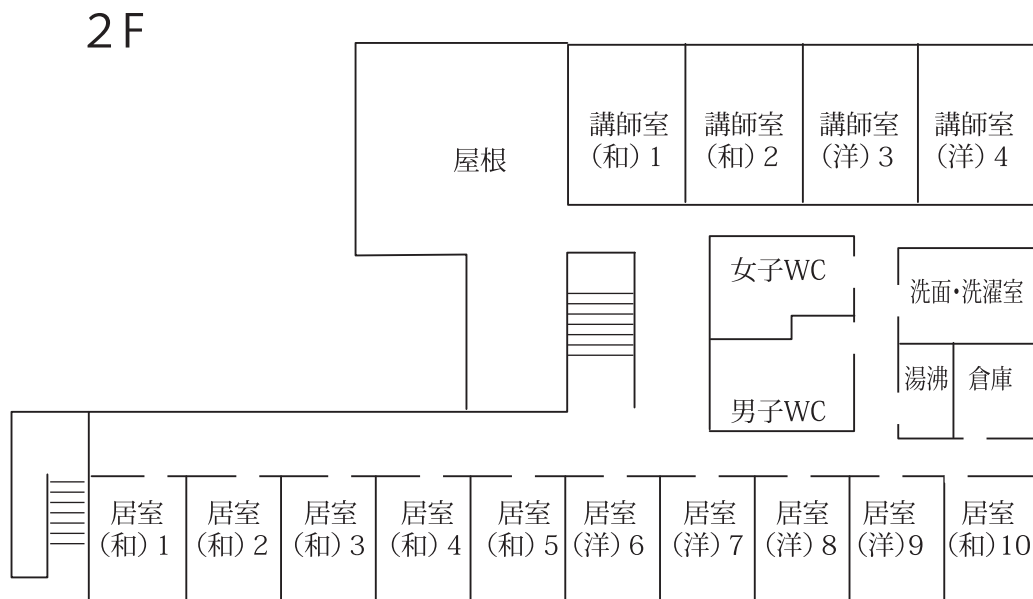 2F
講師室
(和)1
講師室
(和)2
講師室
(洋)3
講師室
(洋)4
屋根
女子WC
洗面・洗濯室
湯沸
倉庫
男子WC
居室
(和)1
居室
(和)2
居室
(和)3
居室
(和)4
居室
(和)5
居室
(洋)6
居室
(洋)7
居室
(洋)8
居室
(洋)9
居室
(和)10